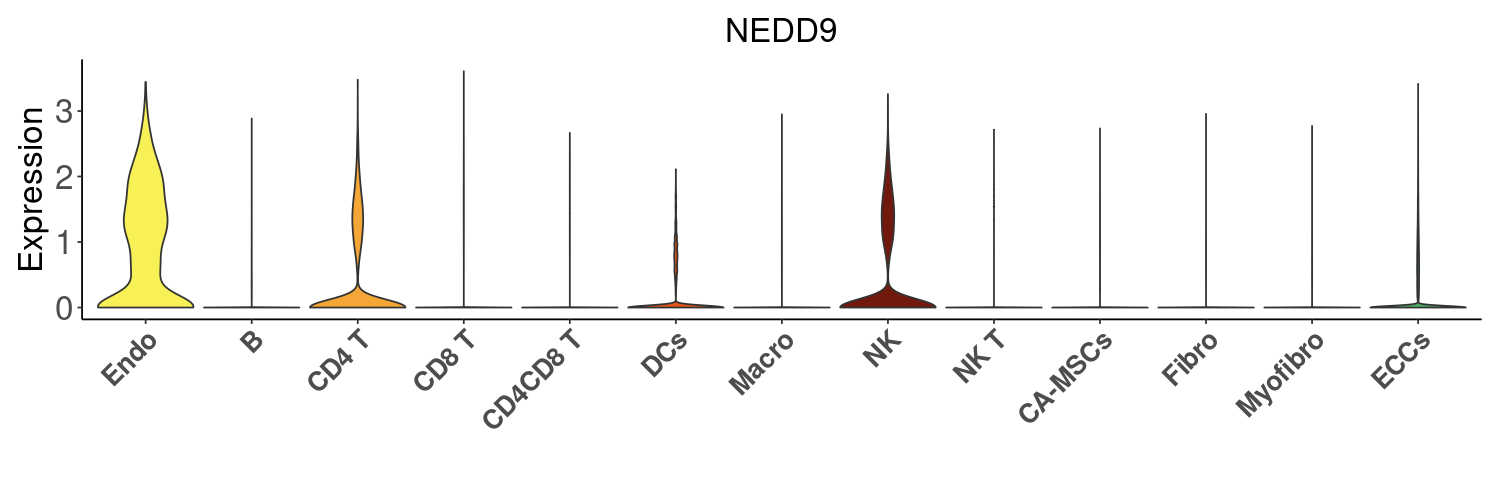 NEDD9
Expression
3
2
1
0
Endo
B
CD4 T
CD8 T
CD4CD8 T
DCs
Macro
NK
NK T
CA-MSCs
Fibro
Myofibro
ECCs